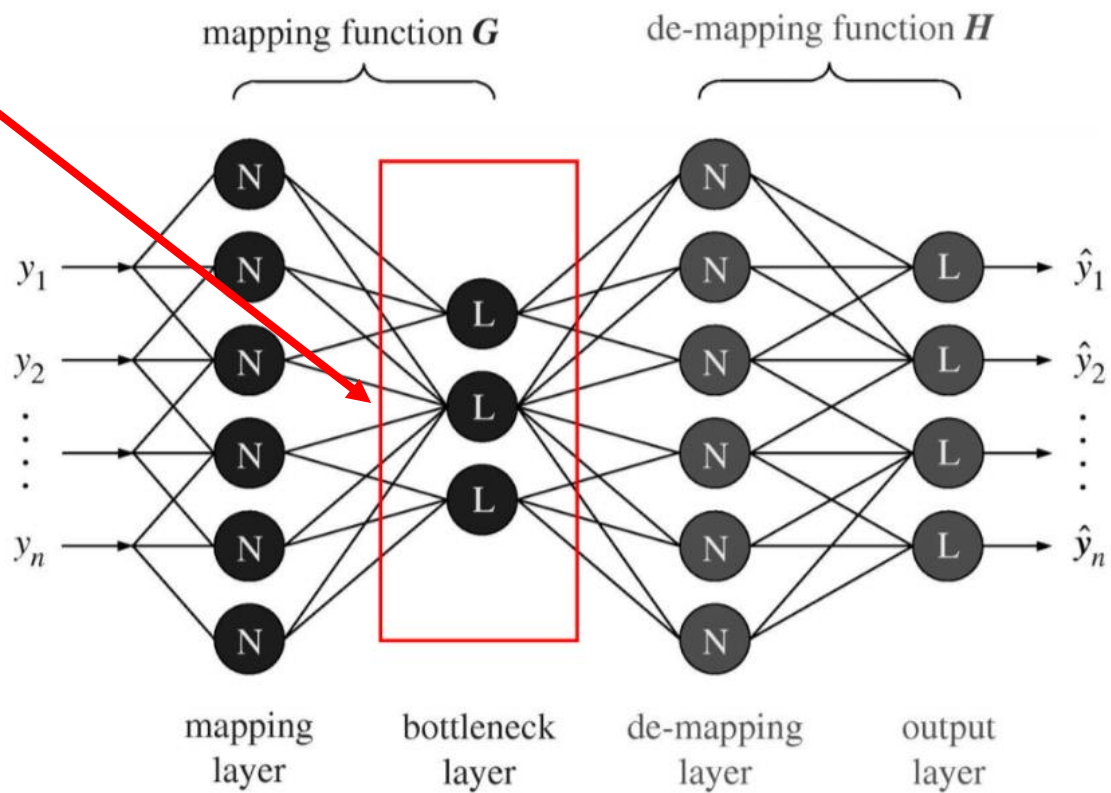 mapping function G
de-mapping function H
N
N
N
N
N
N
L
L
L
N
N
N
N
N
N
L
L
L
L
y₁
y₂
yₙ
ŷ₁
ŷ₂
ŷₙ
mapping
layer
bottleneck
layer
de-mapping
layer
output
layer